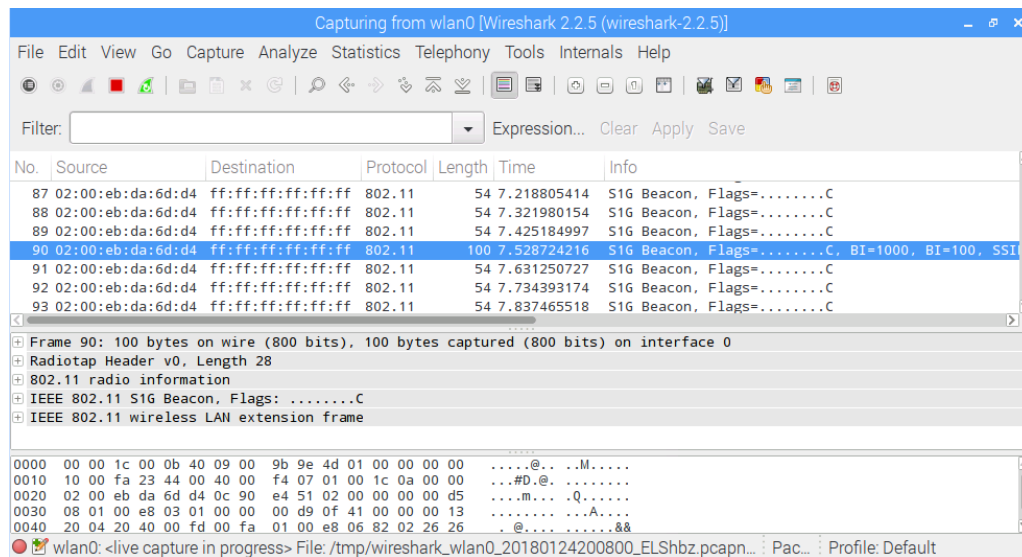 Capturing from wlan0 [Wireshark 2.2.5 (wireshark-2.2.5)]
File Edit View Go Capture Analyze Statistics Telephony Tools Internals Help
Filter: Expression... Clear Apply Save
No. Source Destination Protocol Length Time Info
87 02:00:eb:da:6d:d4 ff:ff:ff:ff:ff:ff 802.11 54 7.218805414 S1G Beacon, Flags=........C
88 02:00:eb:da:6d:d4 ff:ff:ff:ff:ff:ff 802.11 54 7.321980154 S1G Beacon, Flags=........C
89 02:00:eb:da:6d:d4 ff:ff:ff:ff:ff:ff 802.11 54 7.425184997 S1G Beacon, Flags=........C
90 02:00:eb:da:6d:d4 ff:ff:ff:ff:ff:ff 802.11 100 7.528724216 S1G Beacon, Flags=........C, BI=1000, BI=100, SSI
91 02:00:eb:da:6d:d4 ff:ff:ff:ff:ff:ff 802.11 54 7.631250727 S1G Beacon, Flags=........C
92 02:00:eb:da:6d:d4 ff:ff:ff:ff:ff:ff 802.11 54 7.734393174 S1G Beacon, Flags=........C
93 02:00:eb:da:6d:d4 ff:ff:ff:ff:ff:ff 802.11 54 7.837465518 S1G Beacon, Flags=........C
Frame 90: 100 bytes on wire (800 bits), 100 bytes captured (800 bits) on interface 0
Radiotap Header v0, Length 28
802.11 radio information
IEEE 802.11 S1G Beacon, Flags: ........C
IEEE 802.11 wireless LAN extension frame
0000 00 00 1c 00 0b 40 09 00 9b 9e 4d 01 00 00 00 00 .....@.. ..M.....
0010 10 00 fa 23 44 00 40 00 f4 07 01 00 1c 0a 00 00 ...#D.@. ........
0020 02 00 eb da 6d d4 0c 90 e4 51 02 00 00 00 00 d5 ....m... .Q......
0030 08 01 00 e8 03 01 00 00 00 d9 0f 41 00 00 00 13 ........ ...A....
0040 20 04 20 40 00 fd 00 fa 01 00 e8 06 82 02 26 26 . @.... ......&&
wlan0: <live capture in progress> File: /tmp/wireshark_wlan0_20180124200800_ELShbz.pcapn... Pac... Profile: Default